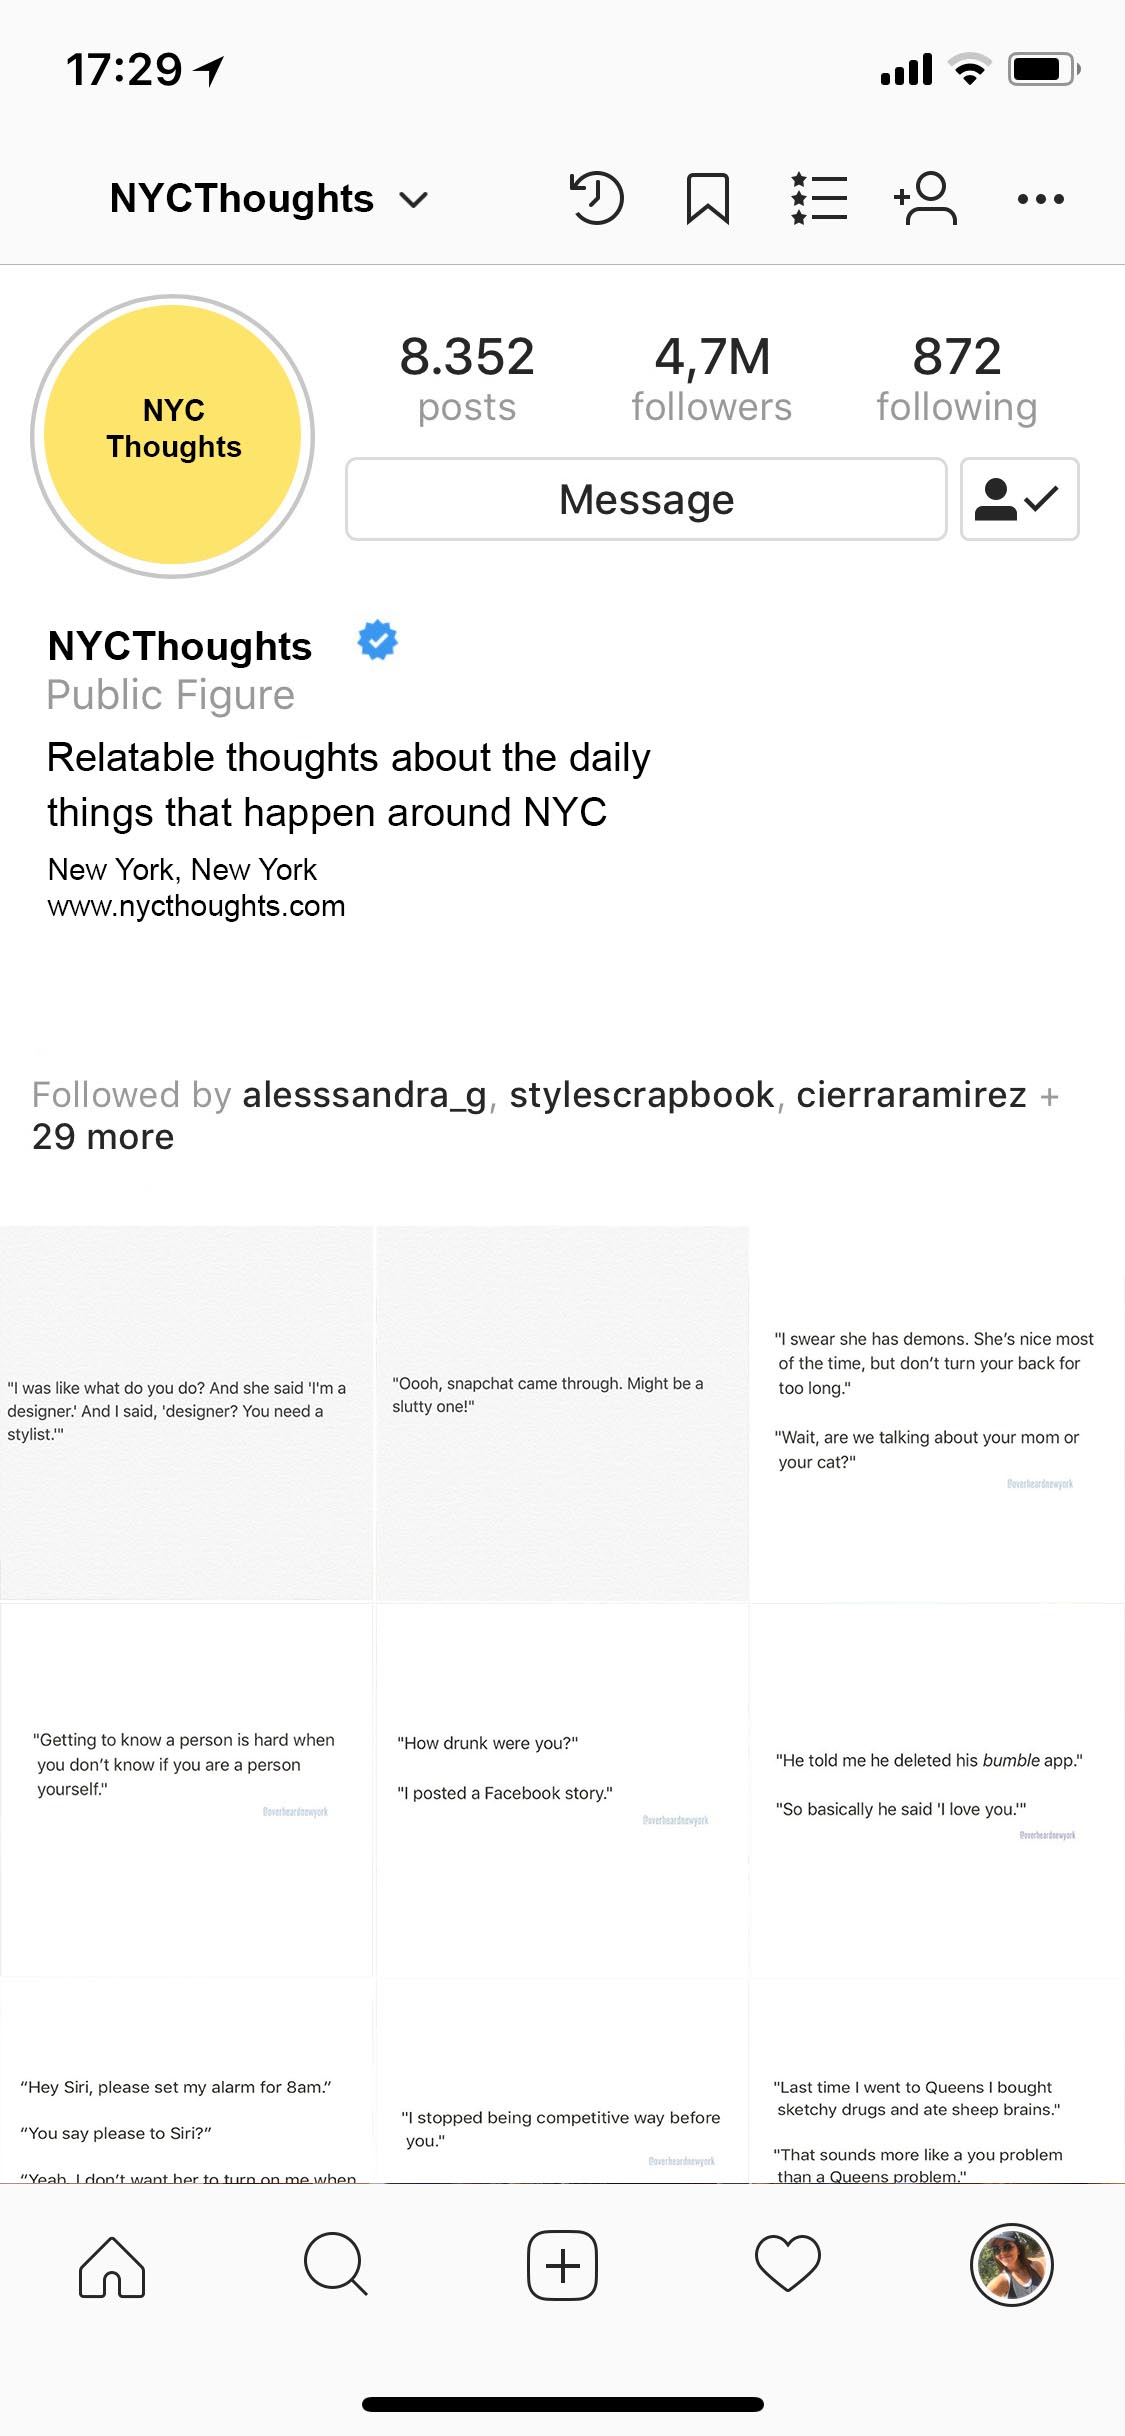 17:29
NYCThoughts
NYC
Thoughts
8.352
posts
4,7M
followers
872
following
Message
NYCThoughts
Public Figure
Relatable thoughts about the daily
things that happen around NYC
New York, New York
www.nycthoughts.com
Followed by alesssandra_g, stylescrapbook, cierraramirez +
29 more
"I was like what do you do? And she said 'I'm a
designer.' And I said, 'designer? You need a
stylist.'"
"Oooh, snapchat came through. Might be a
slutty one!"
"I swear she has demons. She's nice most
of the time, but don't turn your back for
too long."
"Wait, are we talking about your mom or
your cat?"
@overheardnewyork
"Getting to know a person is hard when
you don't know if you are a person
yourself."
@overheardnewyork
"How drunk were you?"
"I posted a Facebook story."
@overheardnewyork
"He told me he deleted his bumble app."
"So basically he said 'I love you.'"
@overheardnewyork
“Hey Siri, please set my alarm for 8am.”
“You say please to Siri?”
“Yeah, I don't want her to turn on me when
"I stopped being competitive way before
you."
@overheardnewyork
"Last time I went to Queens I bought
sketchy drugs and ate sheep brains."
"That sounds more like a you problem
than a Queens problem."